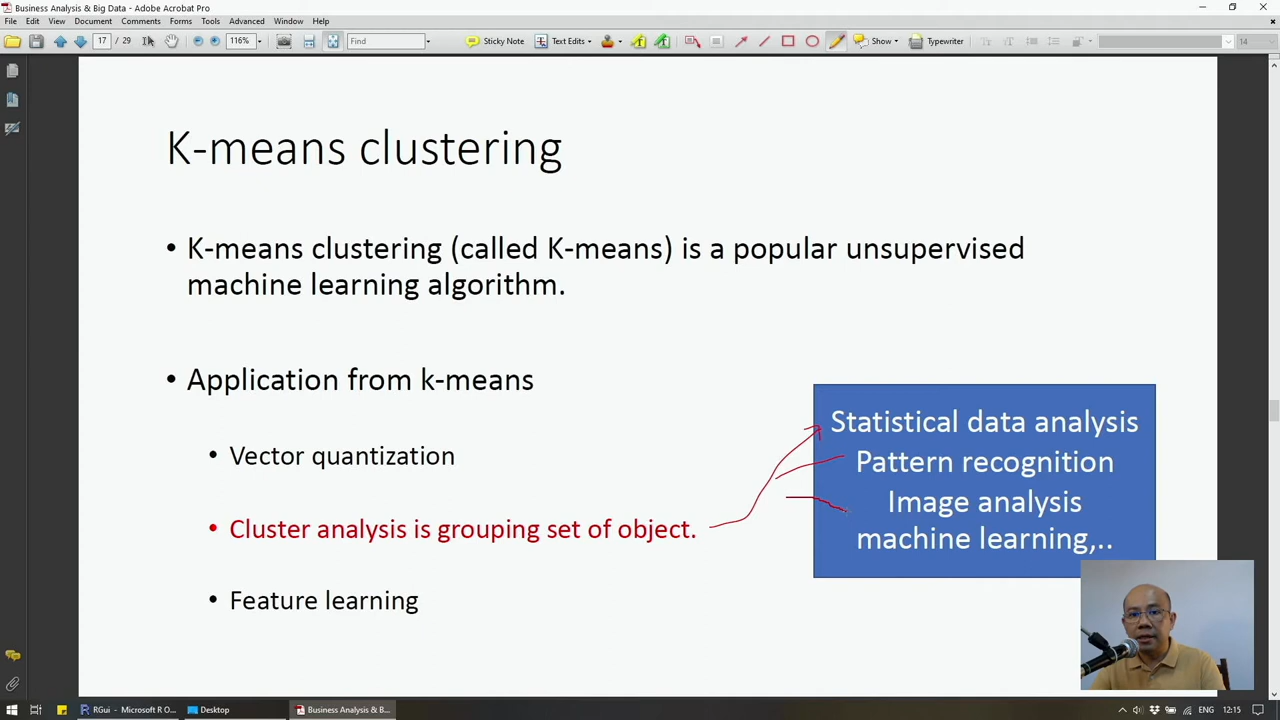 Business Analysis & Big Data - Adobe Acrobat Pro
File Edit View Document Comments Forms Tools Advanced Window Help
17 / 29 116% Find Sticky Note Text Edits Show Typewriter 14
K-means clustering
• K-means clustering (called K-means) is a popular unsupervised
machine learning algorithm.
• Application from k-means
• Vector quantization
• Cluster analysis is grouping set of object.
• Feature learning
Statistical data analysis
Pattern recognition
Image analysis
machine learning,..
RGui - Microsoft R O... Desktop Business Analysis & B... ENG 12:15